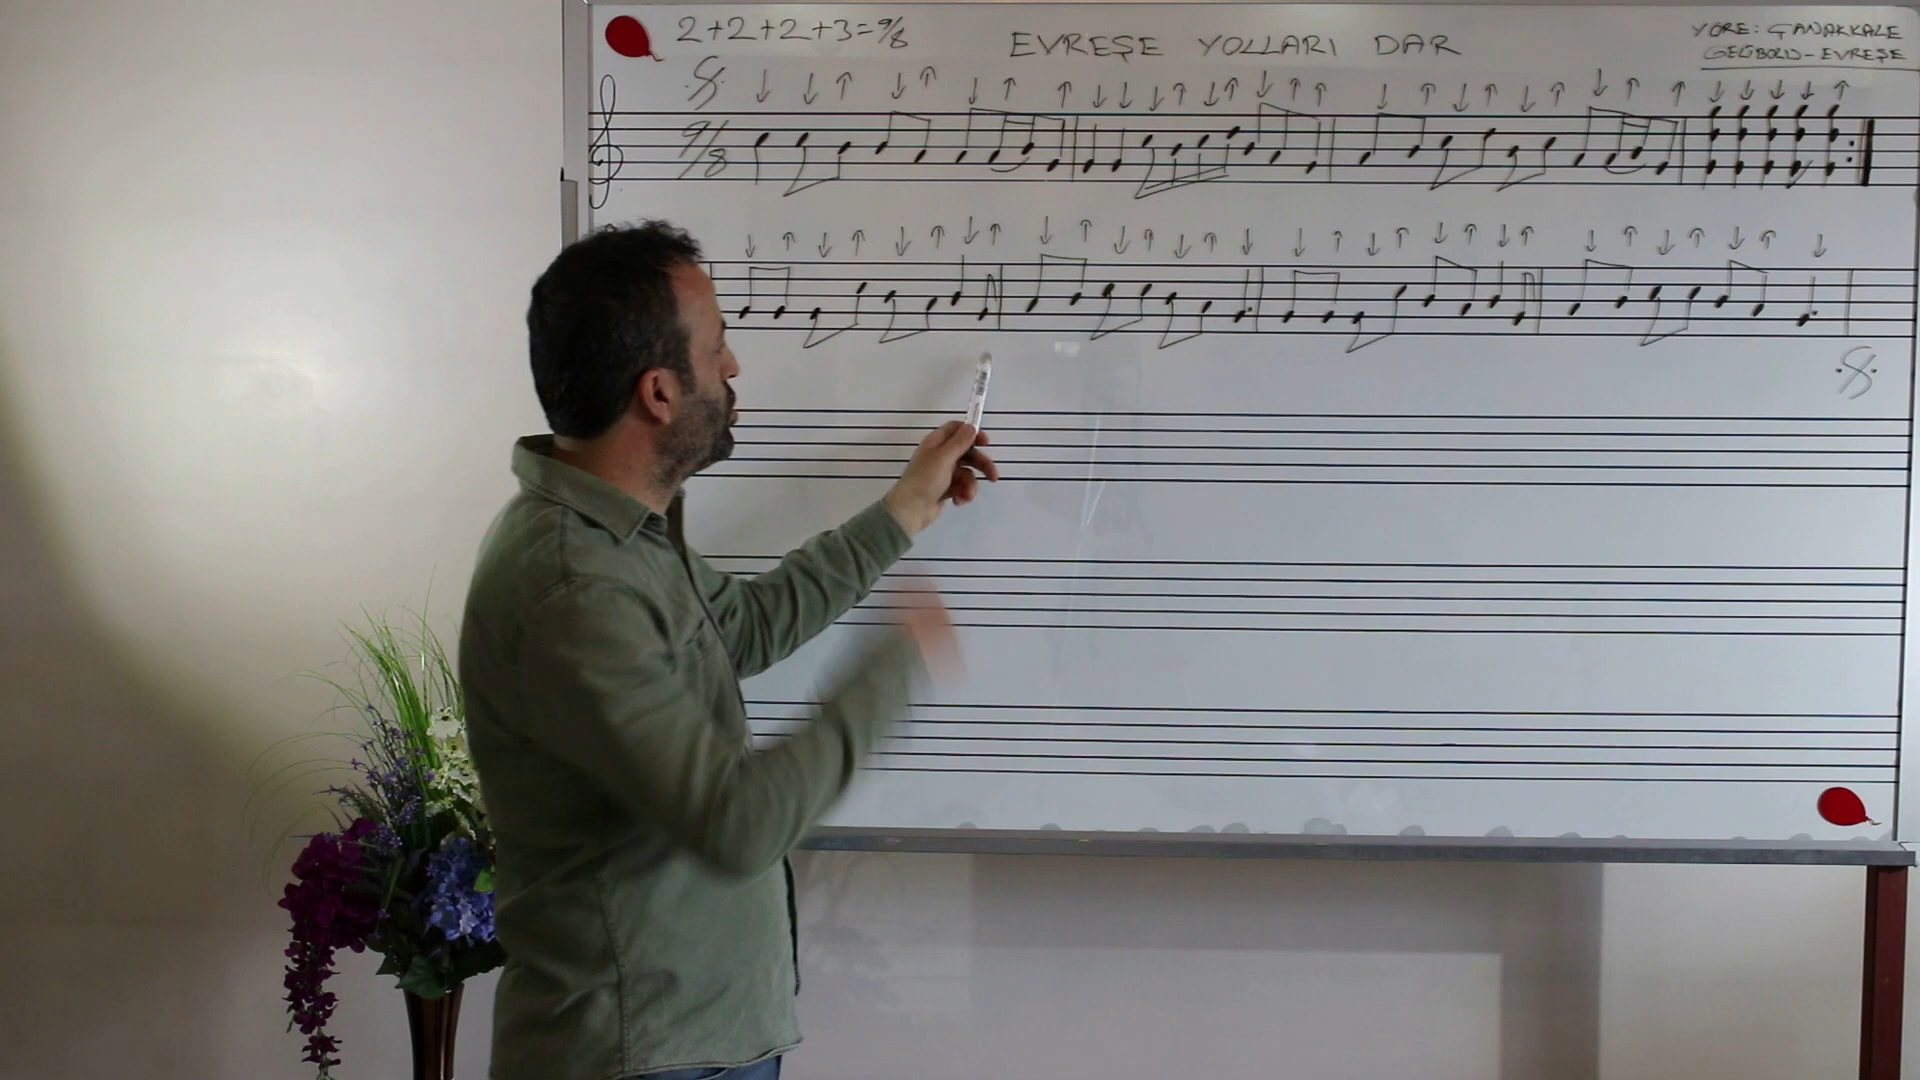 2+2+2+3=9/8
EVREŞE YOLLARI DAR
YÖRE: ÇANAKKALE
GELİBOLU-EVREŞE
9/8